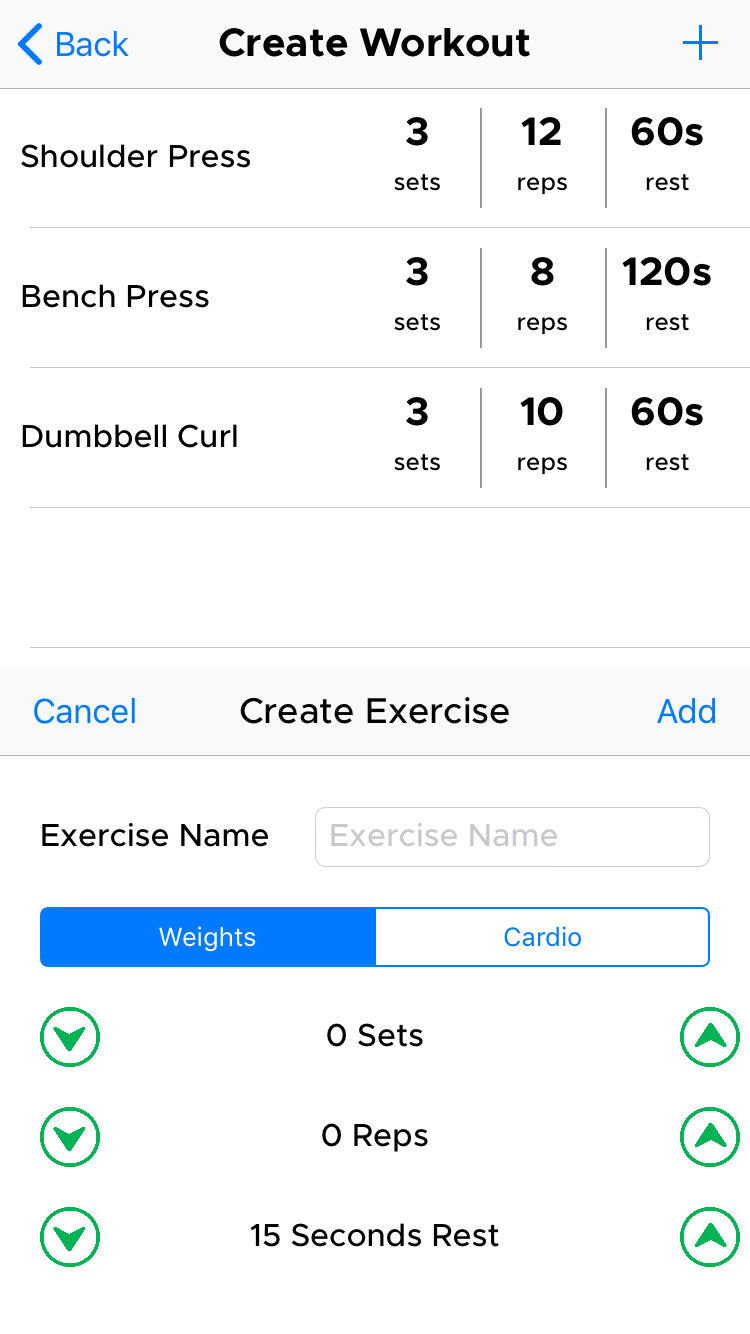 Back Create Workout +
Shoulder Press 3 sets 12 reps 60s rest
Bench Press 3 sets 8 reps 120s rest
Dumbbell Curl 3 sets 10 reps 60s rest
Cancel Create Exercise Add
Exercise Name Exercise Name
Weights Cardio
0 Sets
0 Reps
15 Seconds Rest